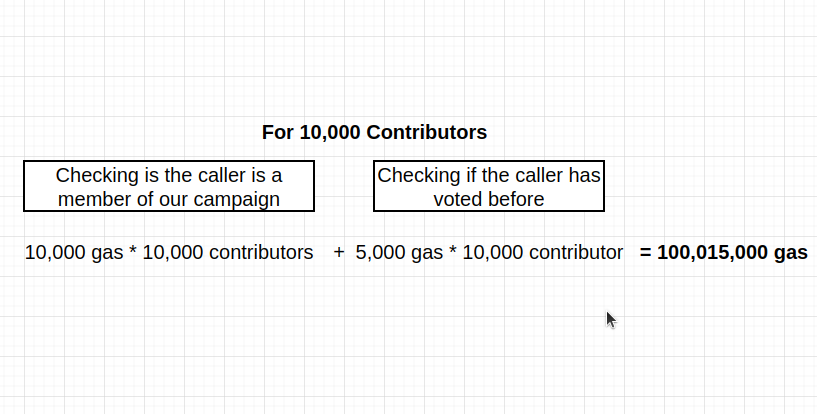 For 10,000 Contributors
Checking is the caller is a
member of our campaign
Checking if the caller has
voted before
10,000 gas * 10,000 contributors + 5,000 gas * 10,000 contributor = 100,015,000 gas